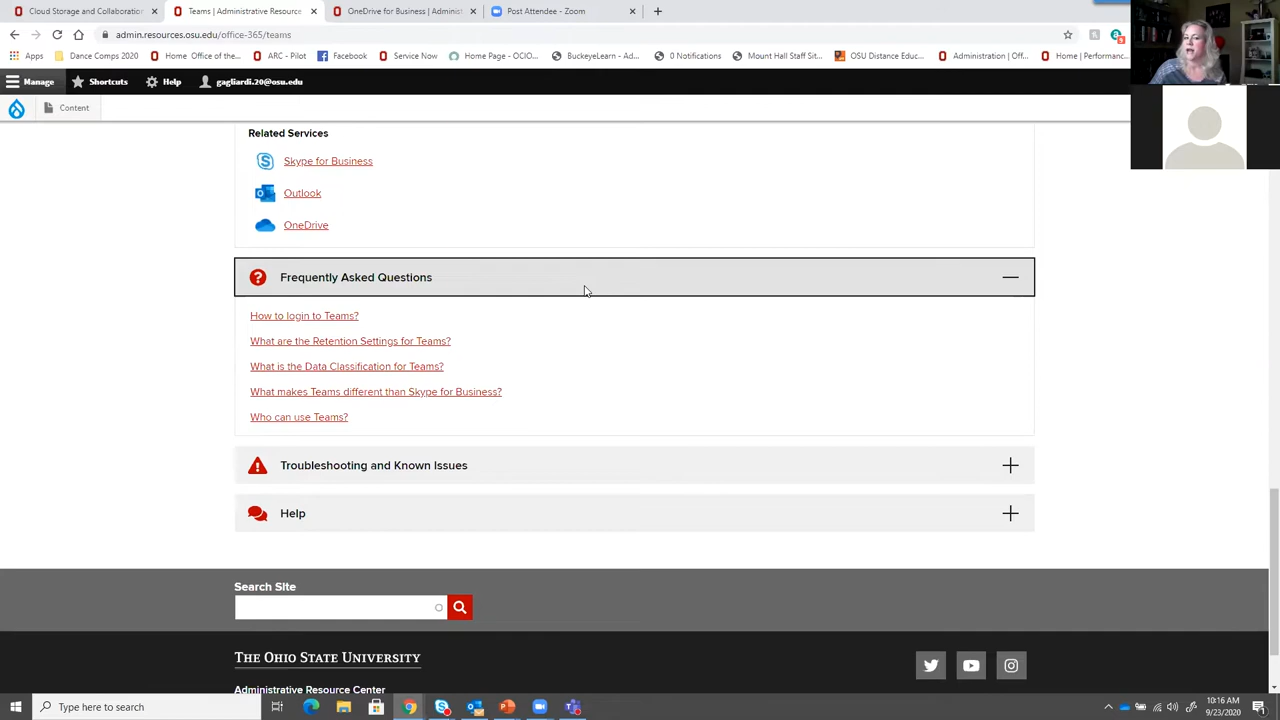 Cloud Storage and Collaboration
Teams | Administrative Resource
OneDrive for Business | Administ
Post Attendee - Zoom
admin.resources.osu.edu/office-365/teams
Apps
Dance Comps 2020
Home Office of the...
ARC - Pilot
Facebook
Service Now
Home Page - OCIO...
BuckeyeLearn - Ad...
0 Notifications
Mount Hall Staff Sit...
OSU Distance Educ...
Administration | Off...
Home | Performanc...
Manage
Shortcuts
Help
gagliardi.20@osu.edu
Content
Related Services
Skype for Business
Outlook
OneDrive
Frequently Asked Questions
How to login to Teams?
What are the Retention Settings for Teams?
What is the Data Classification for Teams?
What makes Teams different than Skype for Business?
Who can use Teams?
Troubleshooting and Known Issues
Help
Search Site
THE OHIO STATE UNIVERSITY
Administrative Resource Center
Type here to search
10:16 AM
9/23/2020